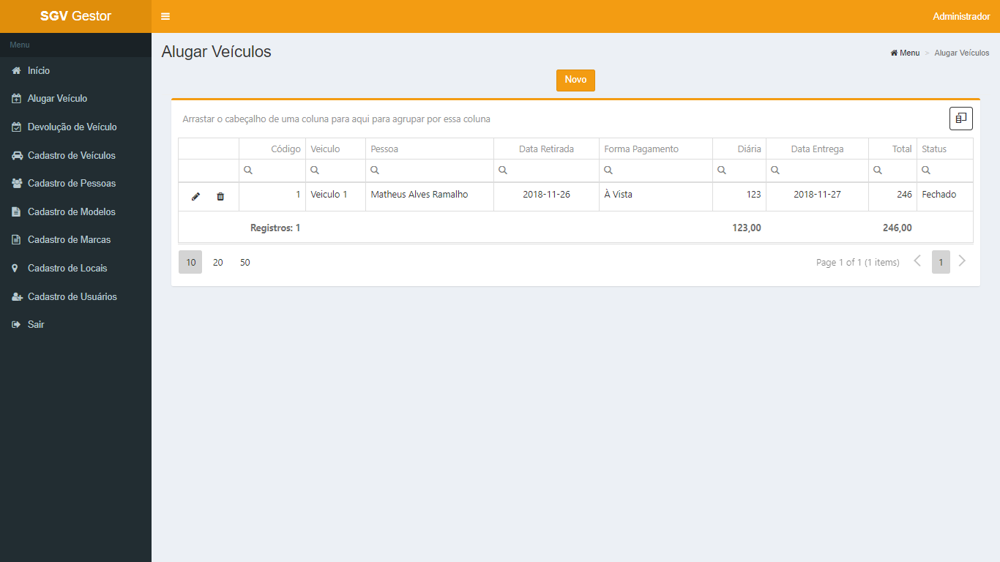 SGV Gestor
Administrador
Menu
Início
Alugar Veículo
Devolução de Veículo
Cadastro de Veículos
Cadastro de Pessoas
Cadastro de Modelos
Cadastro de Marcas
Cadastro de Locais
Cadastro de Usuários
Sair
Alugar Veículos
Menu > Alugar Veículos
Novo
Arrastar o cabeçalho de uma coluna para aqui para agrupar por essa coluna
Código Veiculo Pessoa Data Retirada Forma Pagamento Diária Data Entrega Total Status
1 Veiculo 1 Matheus Alves Ramalho 2018-11-26 À Vista 123 2018-11-27 246 Fechado
Registros: 1 123,00 246,00
10 20 50 Page 1 of 1 (1 items) 1